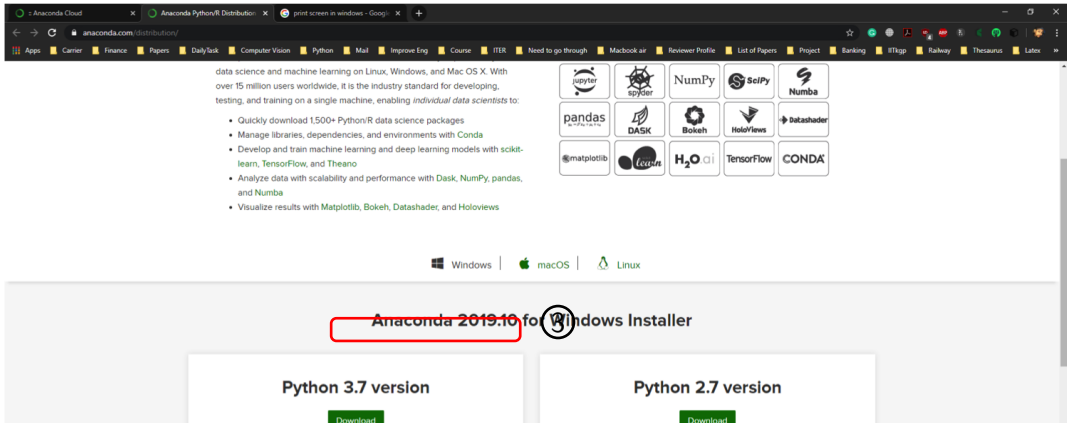 :: Anaconda Cloud
Anaconda Python/R Distribution
print screen in windows - Google
anaconda.com/distribution/
Apps Carrier Finance Papers DailyTask Computer Vision Python Mail Improve Eng Course ITER Need to go through Macbook air Reviewer Profile List of Papers Project Banking IITkgp Railway Thesaurus Latex »
data science and machine learning on Linux, Windows, and Mac OS X. With
over 15 million users worldwide, it is the industry standard for developing,
testing, and training on a single machine, enabling individual data scientists to:
• Quickly download 1,500+ Python/R data science packages
• Manage libraries, dependencies, and environments with Conda
• Develop and train machine learning and deep learning models with scikit-
learn, TensorFlow, and Theano
• Analyze data with scalability and performance with Dask, NumPy, pandas,
and Numba
• Visualize results with Matplotlib, Bokeh, Datashader, and Holoviews
jupyter spyder NumPy SciPy Numba
pandas DASK Bokeh HoloViews Datashader
matplotlib learn H2O.ai TensorFlow CONDA
Windows | macOS | Linux
Anaconda 2019.10 for Windows Installer
3
Python 3.7 version
Python 2.7 version
Download
Download